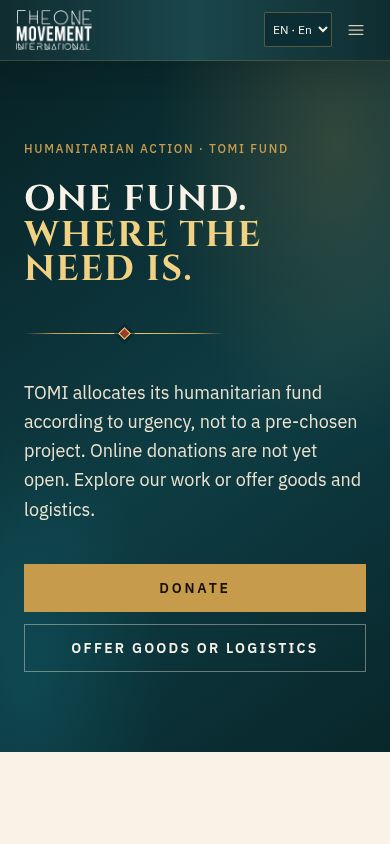 THE ONE
MOVEMENT
INTERNATIONAL
EN · En
HUMANITARIAN ACTION · TOMI FUND
ONE FUND.
WHERE THE
NEED IS.
TOMI allocates its humanitarian fund
according to urgency, not to a pre-chosen
project. Online donations are not yet
open. Explore our work or offer goods and
logistics.
DONATE
OFFER GOODS OR LOGISTICS